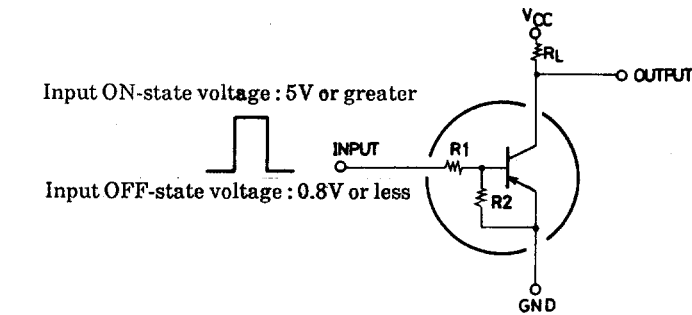 VCC
RL
OUTPUT
Input ON-state voltage : 5V or greater
INPUT
R1
Input OFF-state voltage : 0.8V or less
R2
GND